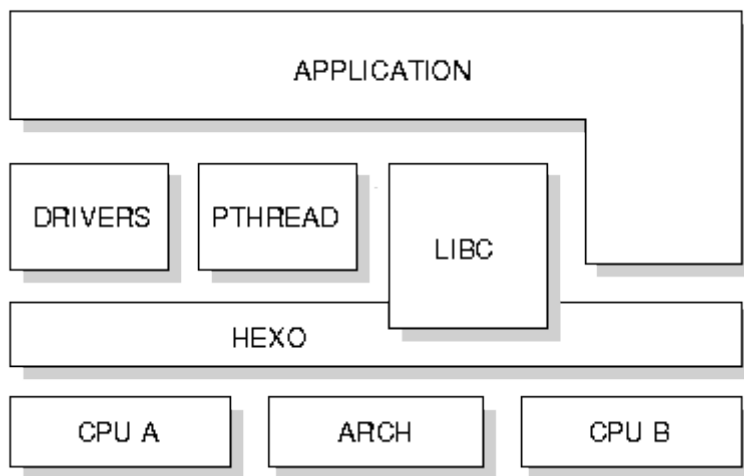 APPLICATION
DRIVERS
PTHREAD
LIBC
HEXO
CPU A
ARCH
CPU B